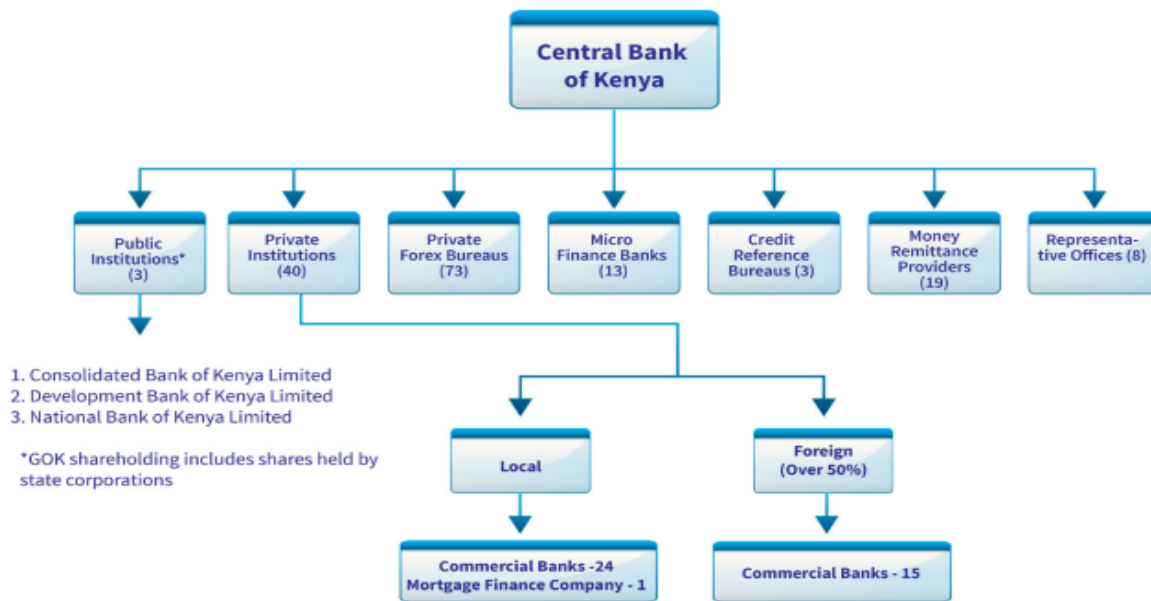 Central Bank
of Kenya
Public
Institutions*
(3)
Private
Institutions
(40)
Private
Forex Bureaus
(73)
Micro
Finance Banks
(13)
Credit
Reference
Bureaus (3)
Money
Remittance
Providers
(19)
Representa-
tive Offices (8)
1. Consolidated Bank of Kenya Limited
2. Development Bank of Kenya Limited
3. National Bank of Kenya Limited
*GOK shareholding includes shares held by
state corporations
Local
Foreign
(Over 50%)
Commercial Banks -24
Mortgage Finance Company - 1
Commercial Banks - 15